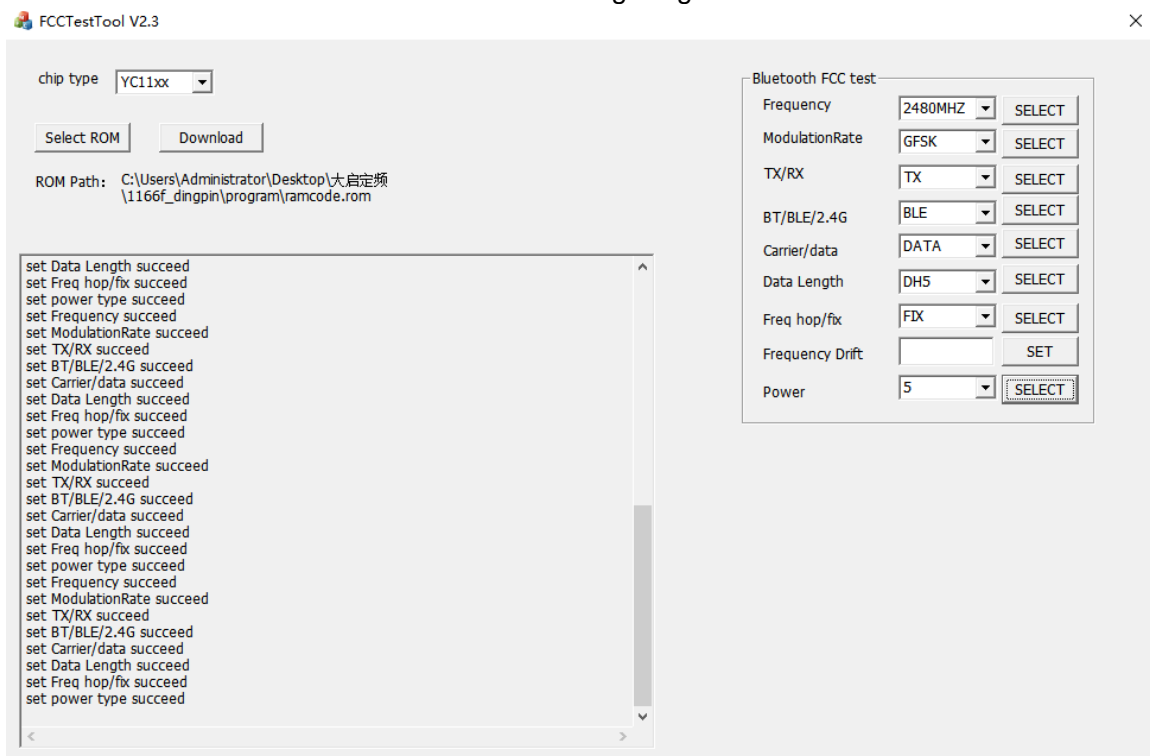 FCCTestTool V2.3
chip type YC11xx
Select ROM Download
ROM Path: C:\Users\Administrator\Desktop\大启定频
\1166f_dingpin\program\ramcode.rom
set Data Length succeed
set Freq hop/fix succeed
set power type succeed
set Frequency succeed
set ModulationRate succeed
set TX/RX succeed
set BT/BLE/2.4G succeed
set Carrier/data succeed
set Data Length succeed
set Freq hop/fix succeed
set power type succeed
set Frequency succeed
set ModulationRate succeed
set TX/RX succeed
set BT/BLE/2.4G succeed
set Carrier/data succeed
set Data Length succeed
set Freq hop/fix succeed
set power type succeed
set Frequency succeed
set ModulationRate succeed
set TX/RX succeed
set BT/BLE/2.4G succeed
set Carrier/data succeed
set Data Length succeed
set Freq hop/fix succeed
set power type succeed
Bluetooth FCC test
Frequency 2480MHZ SELECT
ModulationRate GFSK SELECT
TX/RX TX SELECT
BT/BLE/2.4G BLE SELECT
Carrier/data DATA SELECT
Data Length DH5 SELECT
Freq hop/fix FIX SELECT
Frequency Drift SET
Power 5 SELECT